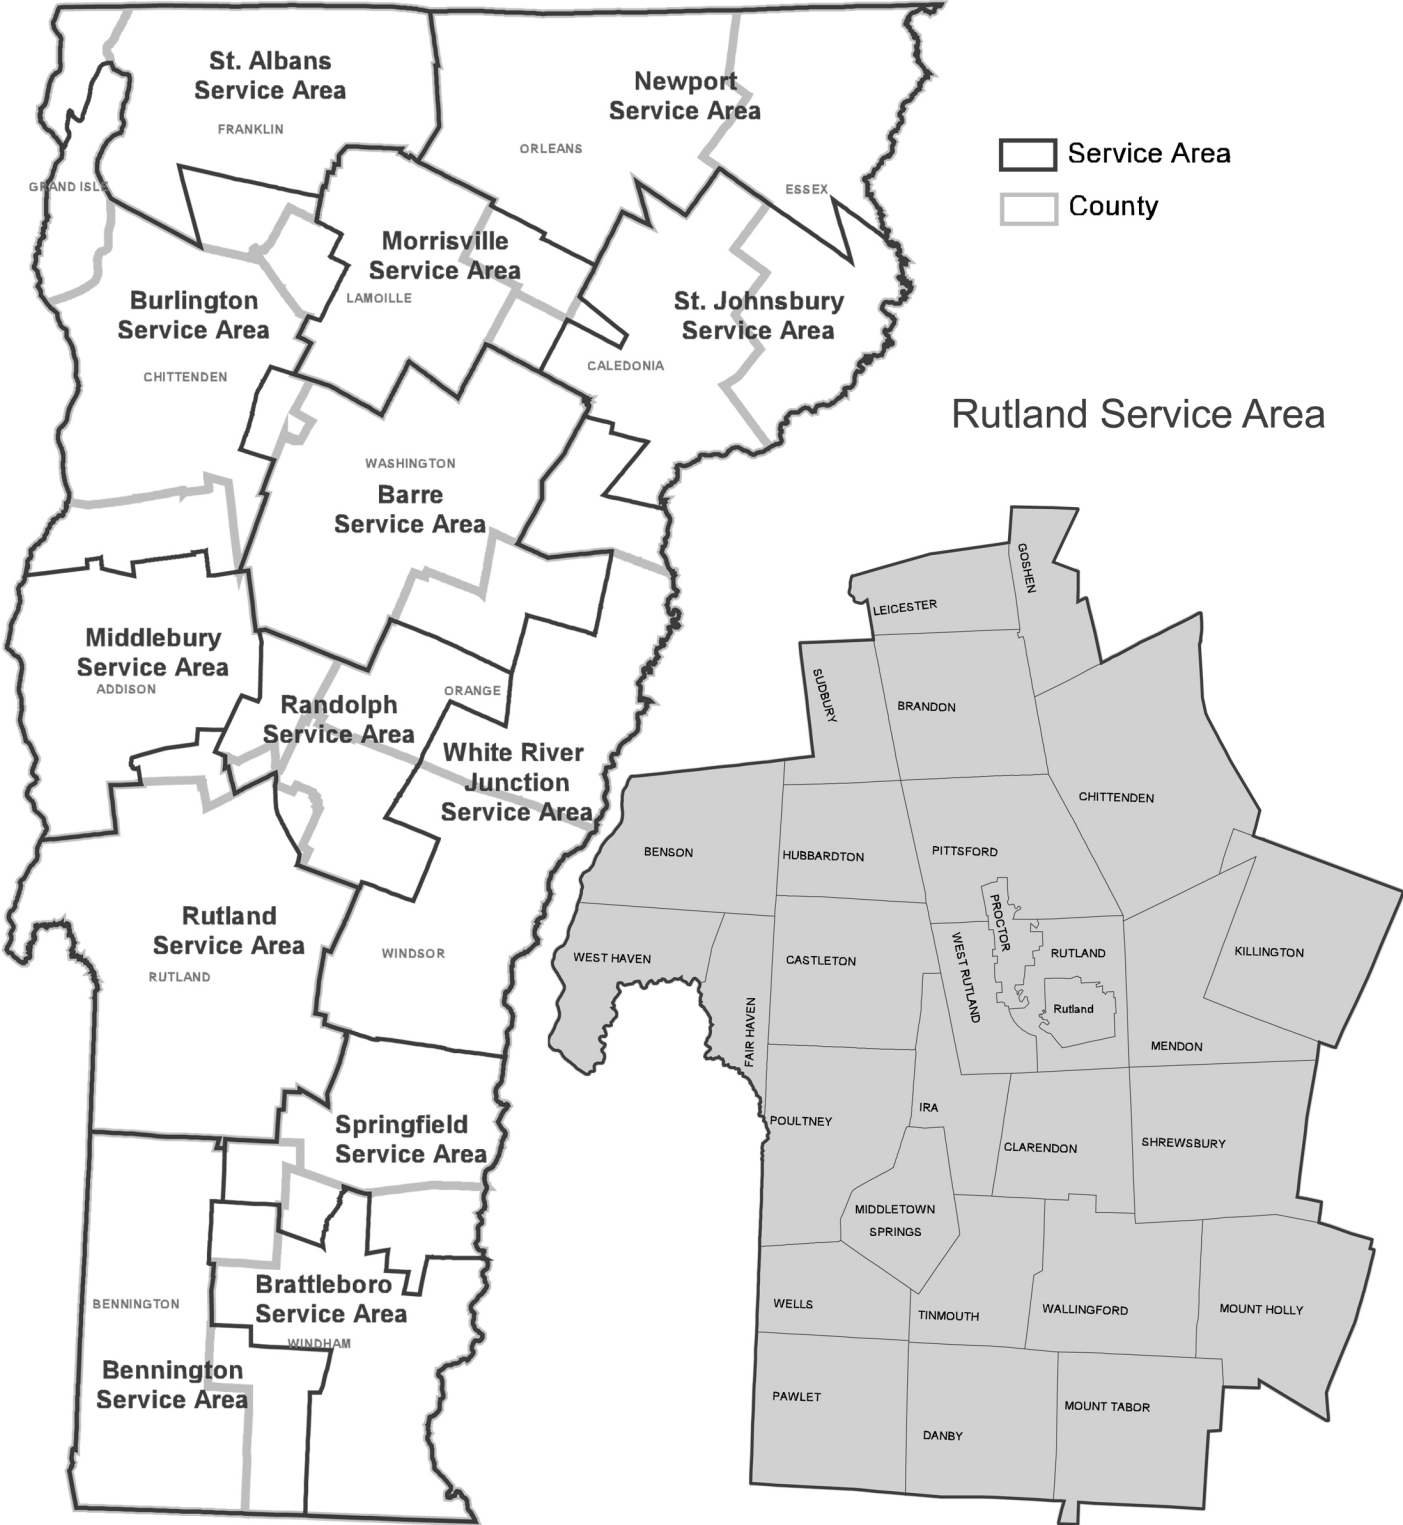 St. Albans
Service Area
FRANKLIN
Newport
Service Area
ORLEANS
ESSEX
GRAND ISLE
Morrisville
Service Area
LAMOILLE
Burlington
Service Area
CHITTENDEN
St. Johnsbury
Service Area
CALEDONIA
WASHINGTON
Barre
Service Area
Middlebury
Service Area
ADDISON
Randolph
Service Area
ORANGE
White River
Junction
Service Area
Rutland
Service Area
RUTLAND
WINDSOR
Springfield
Service Area
Brattleboro
Service Area
WINDHAM
BENNINGTON
Bennington
Service Area
Service Area
County
Rutland Service Area
GOSHEN
LEICESTER
SUDBURY
BRANDON
CHITTENDEN
BENSON
HUBBARDTON
PITTSFORD
PROCTOR
WEST RUTLAND
RUTLAND
Rutland
KILLINGTON
WEST HAVEN
CASTLETON
FAIR HAVEN
MENDON
POULTNEY
IRA
CLARENDON
SHREWSBURY
MIDDLETOWN
SPRINGS
WELLS
TINMOUTH
WALLINGFORD
MOUNT HOLLY
PAWLET
DANBY
MOUNT TABOR